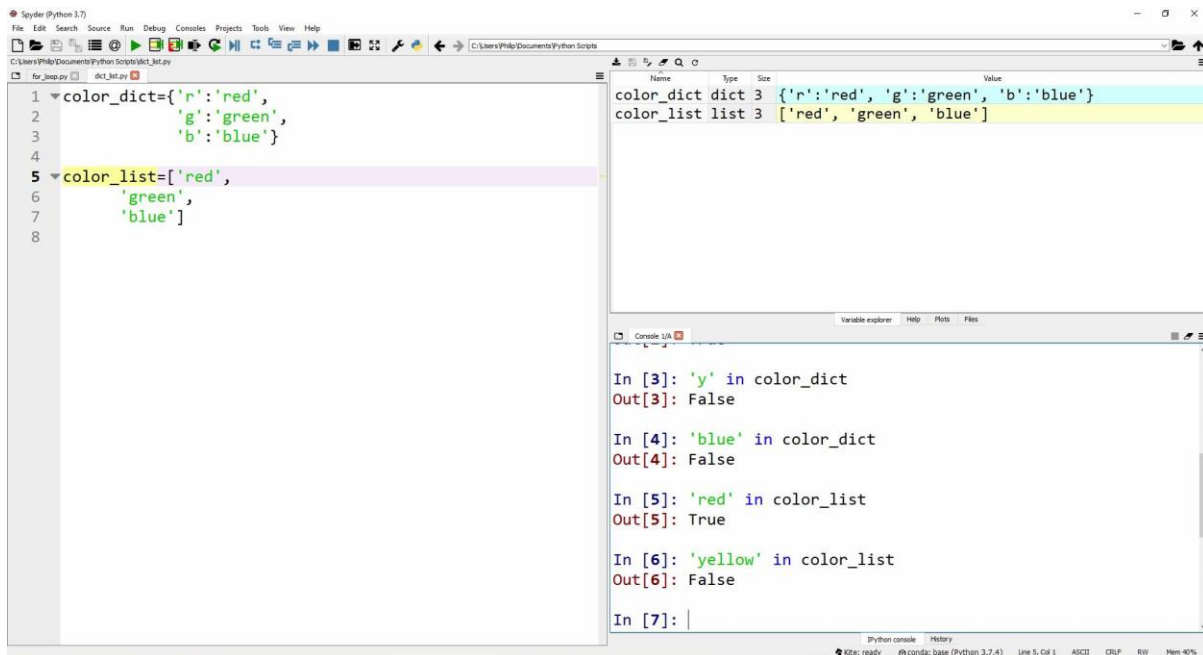 Spyder (Python 3.7)
File Edit Search Source Run Debug Consoles Projects Tools View Help
C:\Users\Philip\Documents\Python Scripts
C:\Users\Philip\Documents\Python Scripts\dict_list.py
for_loop.py dict_list.py
1 color_dict={'r':'red',
2 'g':'green',
3 'b':'blue'}
4
5 color_list=['red',
6 'green',
7 'blue']
8
Name Type Size Value
color_dict dict 3 {'r':'red', 'g':'green', 'b':'blue'}
color_list list 3 ['red', 'green', 'blue']
Variable explorer Help Plots Files
Console 1/A
In [3]: 'y' in color_dict
Out[3]: False
In [4]: 'blue' in color_dict
Out[4]: False
In [5]: 'red' in color_list
Out[5]: True
In [6]: 'yellow' in color_list
Out[6]: False
In [7]:
IPython console History
Kite: ready conda: base (Python 3.7.4) Line 5, Col 1 ASCII CRLF RW Mem 40%